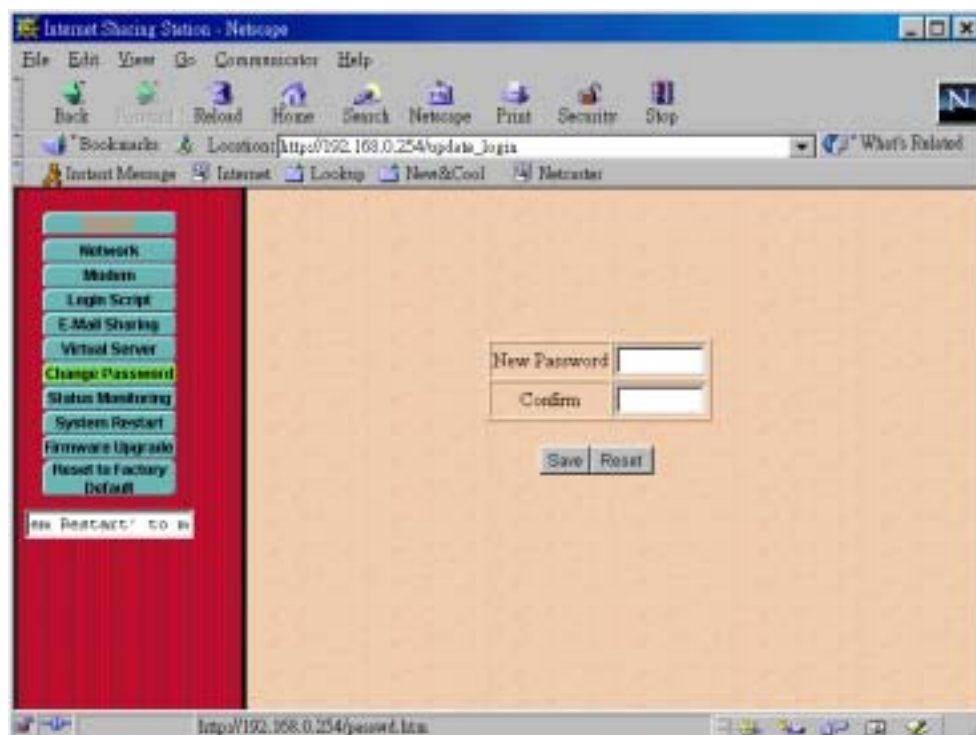 Internet Sharing Station - Netscape
File Edit View Go Communicator Help
Back Forward Reload Home Search Netscape Print Security Stop
Bookmarks Location: http://192.168.0.254/update_login What's Related
Instant Message Internet Lookup New&Cool Netcaster
Network
Modem
Login Script
E-Mail Sharing
Virtual Server
Change Password
Status Monitoring
System Restart
Firmware Upgrade
Reset to Factory
Default
em Restart' to m
New Password
Confirm
Save Reset
http://192.168.0.254/passwd.htm
N